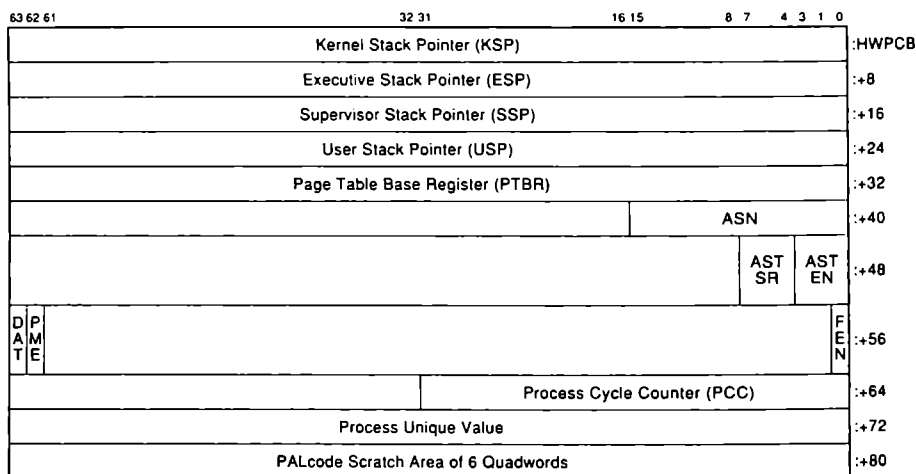 63 62 61 32 31 16 15 8 7 4 3 1 0
Kernel Stack Pointer (KSP) :HWPCB
Executive Stack Pointer (ESP) :+8
Supervisor Stack Pointer (SSP) :+16
User Stack Pointer (USP) :+24
Page Table Base Register (PTBR) :+32
ASN :+40
AST SR AST EN :+48
DAT PME FEN :+56
Process Cycle Counter (PCC) :+64
Process Unique Value :+72
PALcode Scratch Area of 6 Quadwords :+80